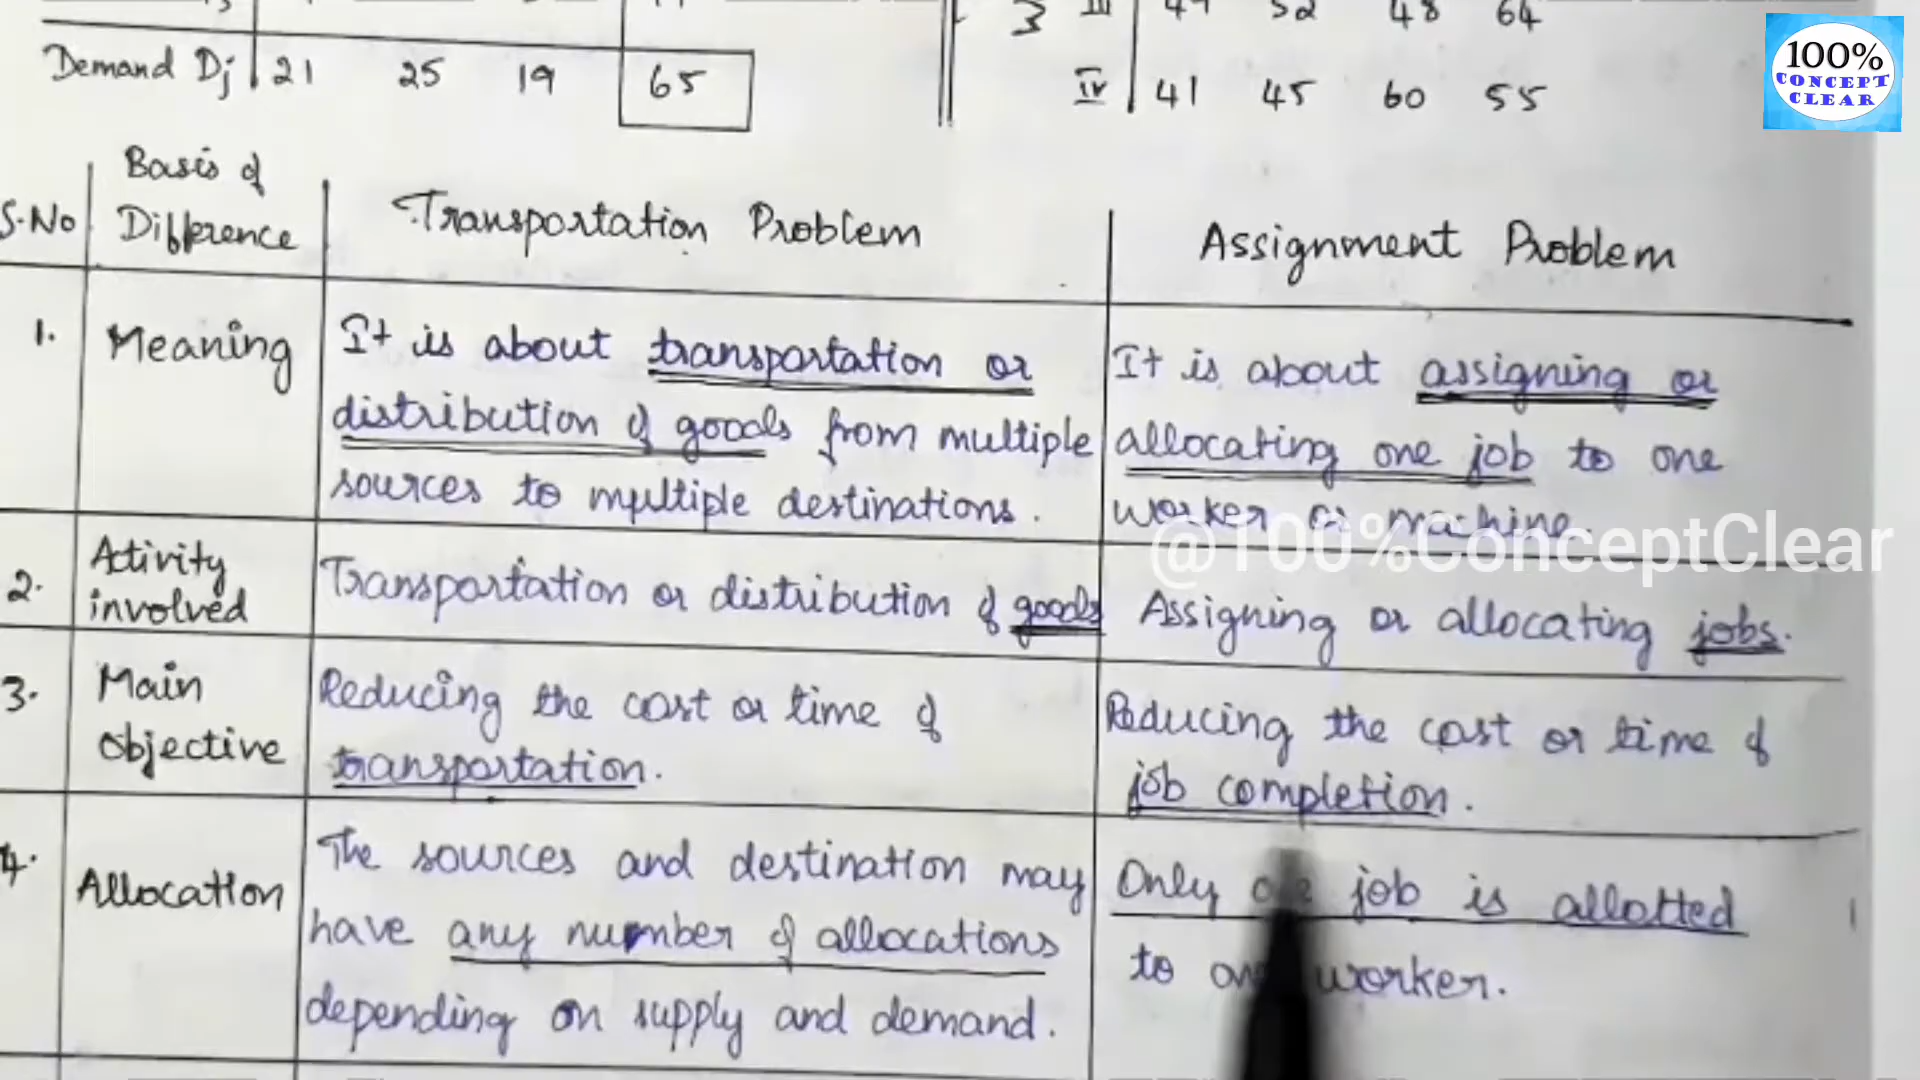 III 49 52 48 64
Demand Dj 21 25 19 65
IV 41 45 60 55
100%
CONCEPT
CLEAR
S.No
Basis of
Difference
Transportation Problem
Assignment Problem
1.
Meaning
It is about transportation or
distribution of goods from multiple
sources to multiple destinations.
It is about assigning or
allocating one job to one
worker or machine.
@100%ConceptClear
2.
Ativity
involved
Transportation or distribution of goods
Assigning or allocating jobs.
3.
Main
Objective
Reducing the cost or time of
transportation.
Reducing the cost or time of
job completion.
4.
Allocation
The sources and destination may
have any number of allocations
depending on supply and demand.
Only one job is allotted
to one worker.